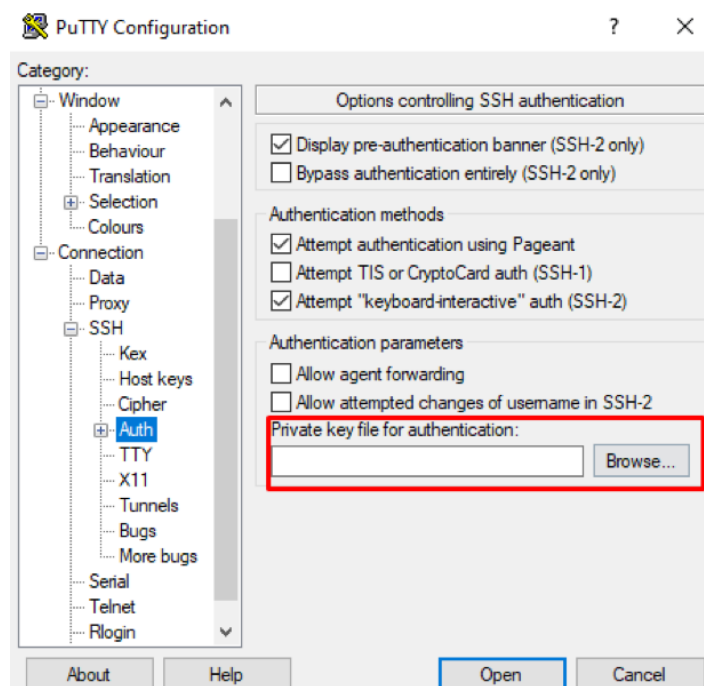 PuTTY Configuration
?
Category:
Window
Appearance
Behaviour
Translation
Selection
Colours
Connection
Data
Proxy
SSH
Kex
Host keys
Cipher
Auth
TTY
X11
Tunnels
Bugs
More bugs
Serial
Telnet
Rlogin
Options controlling SSH authentication
Display pre-authentication banner (SSH-2 only)
Bypass authentication entirely (SSH-2 only)
Authentication methods
Attempt authentication using Pageant
Attempt TIS or CryptoCard auth (SSH-1)
Attempt "keyboard-interactive" auth (SSH-2)
Authentication parameters
Allow agent forwarding
Allow attempted changes of username in SSH-2
Private key file for authentication:
Browse...
About
Help
Open
Cancel